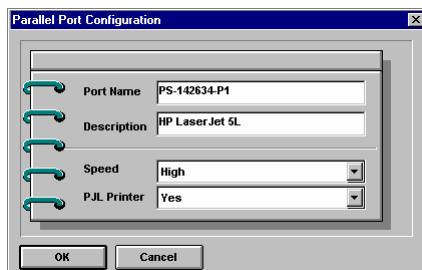 Parallel Port Configuration
Port Name PS-142634-P1
Description HP LaserJet 5L
Speed High
PJL Printer Yes
OK Cancel